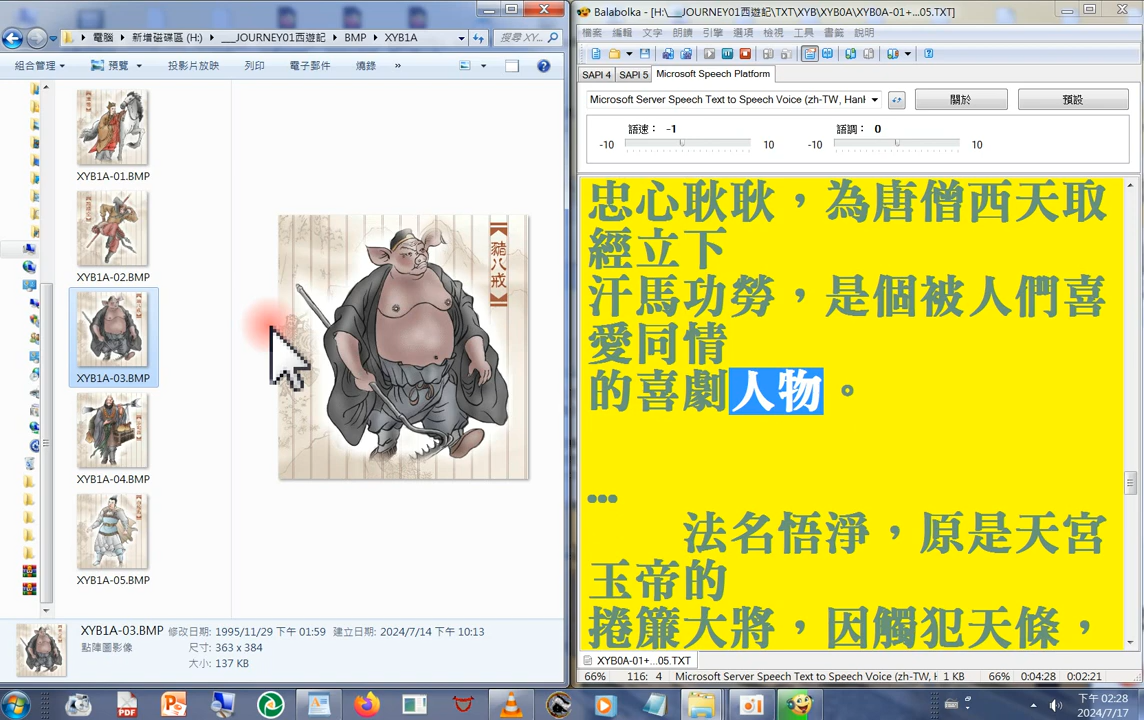 電腦 ▸ 新增磁碟區 (H:) ▸ ___JOURNEY01西遊記 ▸ BMP ▸ XYB1A
搜尋 XY...
組合管理 預覽 投影片放映 列印 電子郵件 燒錄 »
XYB1A-01.BMP
XYB1A-02.BMP
XYB1A-03.BMP
XYB1A-04.BMP
XYB1A-05.BMP
豬八戒
XYB1A-03.BMP 修改日期: 1995/11/29 下午 01:59 建立日期: 2024/7/14 下午 10:13
點陣圖影像 尺寸: 363 x 384
大小: 137 KB
Balabolka - [H:\___JOURNEY01西遊記\TXT\XYB\XYB0A\XYB0A-01+...05.TXT]
檔案 編輯 文字 朗讀 引擎 選項 檢視 工具 書籤 說明
SAPI 4 SAPI 5 Microsoft Speech Platform
Microsoft Server Speech Text to Speech Voice (zh-TW, Hanl 關於 預設
語速： -1 語調： 0
-10 10 -10 10
忠心耿耿，為唐僧西天取
經立下
汗馬功勞，是個被人們喜
愛同情
的喜劇人物。
...
法名悟淨，原是天宮
玉帝的
捲簾大將，因觸犯天條，
XYB0A-01+...05.TXT
66% 116: 4 Microsoft Server Speech Text to Speech Voice (zh-TW, H 1 KB 66% 0:04:28 0:02:21
PDF
下午 02:28
2024/7/17